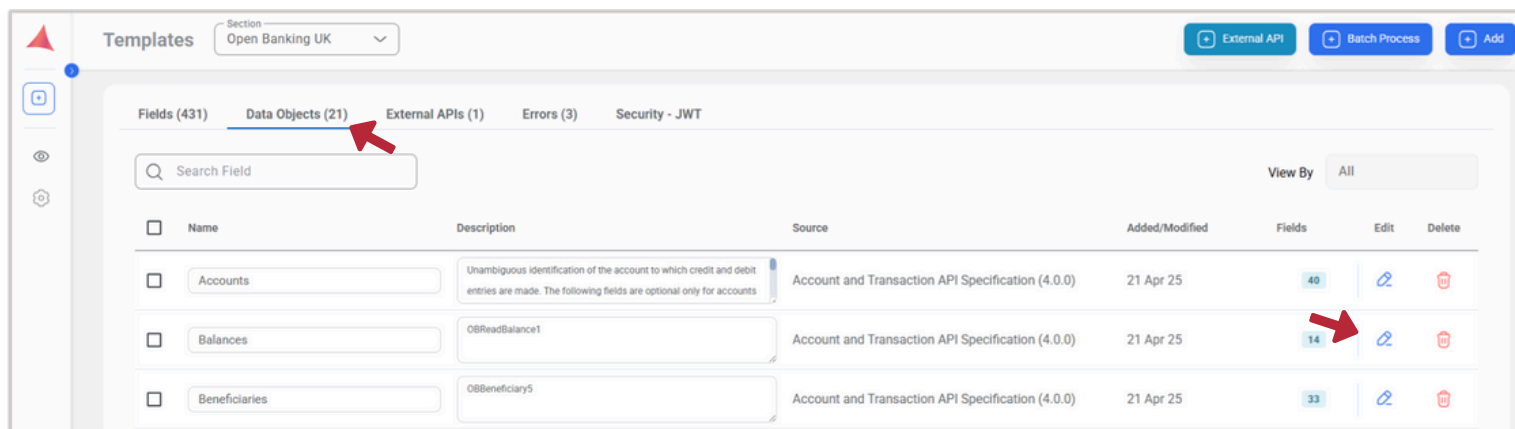 Templates
Section
Open Banking UK
External API
Batch Process
Add
Fields (431)
Data Objects (21)
External APIs (1)
Errors (3)
Security - JWT
Search Field
View By
All
Name
Description
Source
Added/Modified
Fields
Edit
Delete
Accounts
Unambiguous identification of the account to which credit and debit
entries are made. The following fields are optional only for accounts
Account and Transaction API Specification (4.0.0)
21 Apr 25
40
Balances
OBReadBalance1
Account and Transaction API Specification (4.0.0)
21 Apr 25
14
Beneficiaries
OBBeneficiary5
Account and Transaction API Specification (4.0.0)
21 Apr 25
33